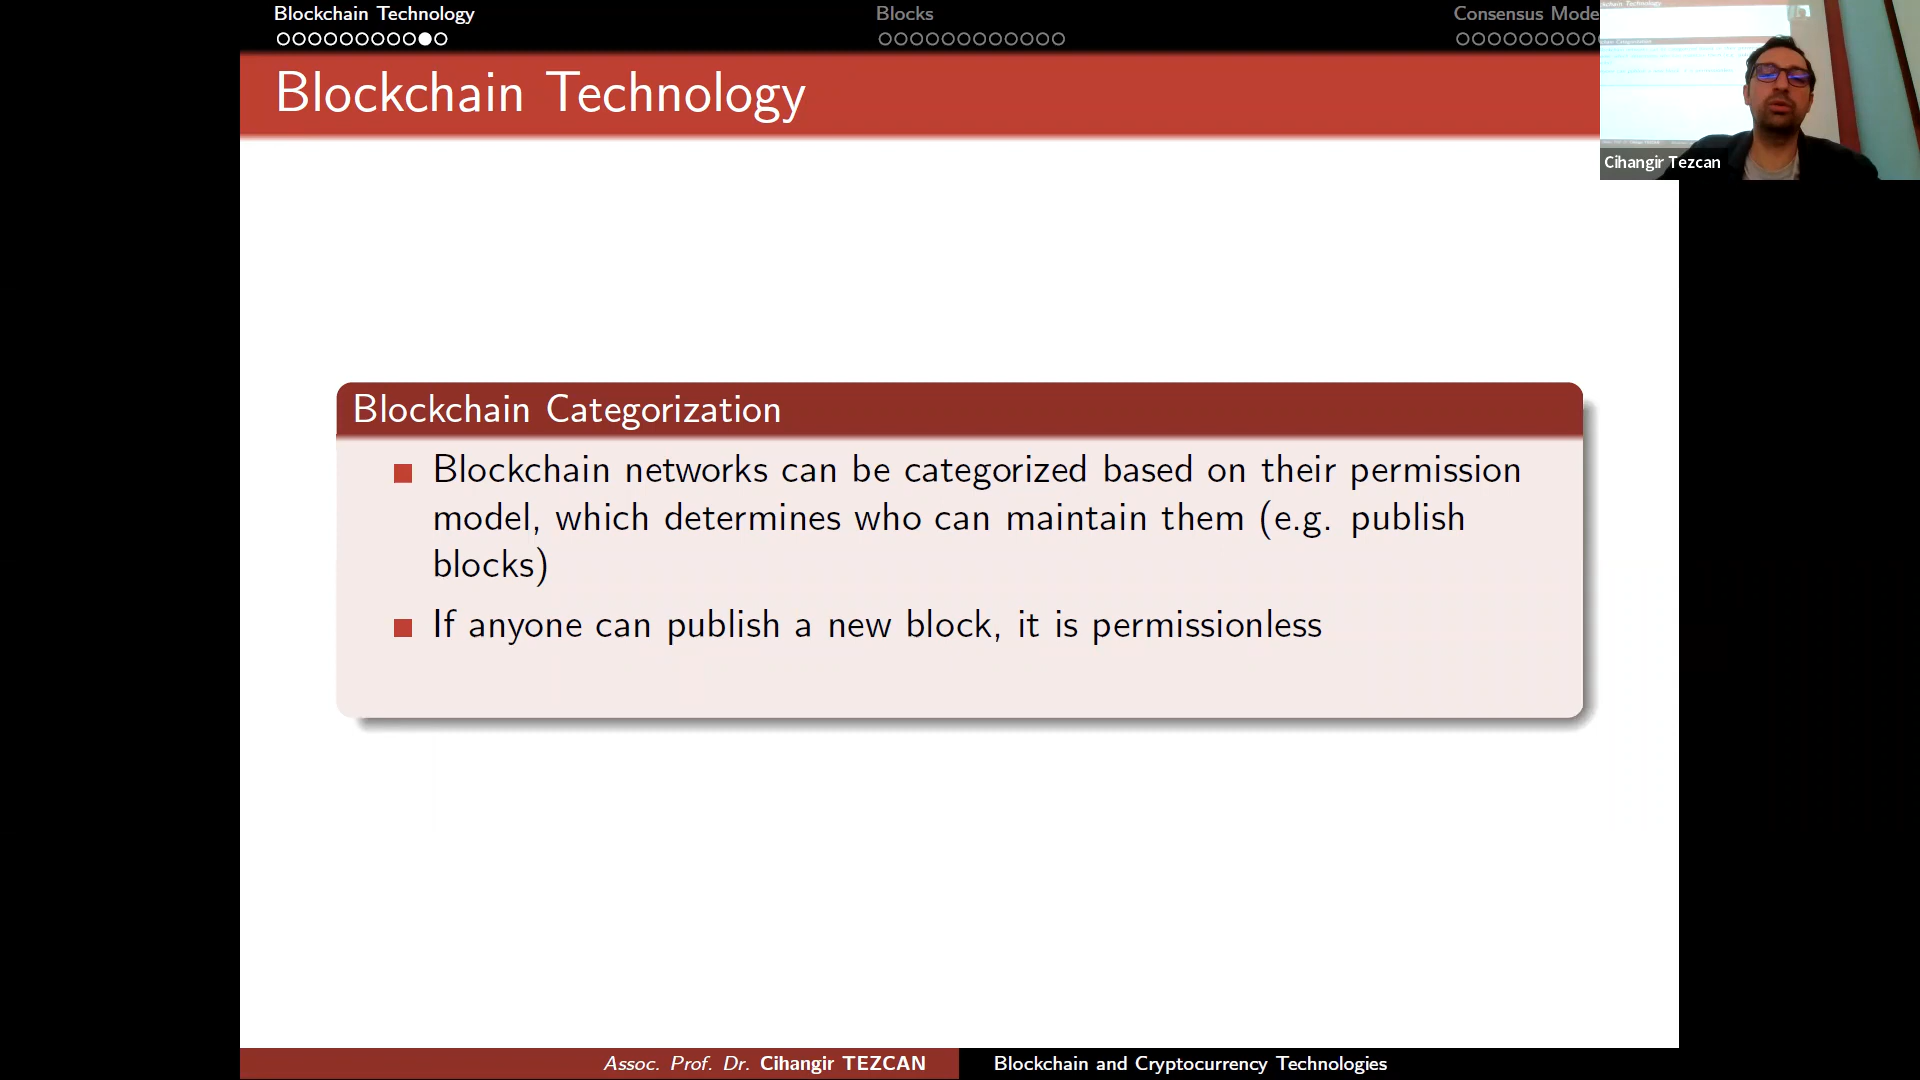 Blockchain Technology
Blocks
Consensus Mode
Blockchain Technology
Cihangir Tezcan
Blockchain Categorization
Blockchain networks can be categorized based on their permission
model, which determines who can maintain them (e.g. publish
blocks)
If anyone can publish a new block, it is permissionless
Assoc. Prof. Dr. Cihangir TEZCAN
Blockchain and Cryptocurrency Technologies